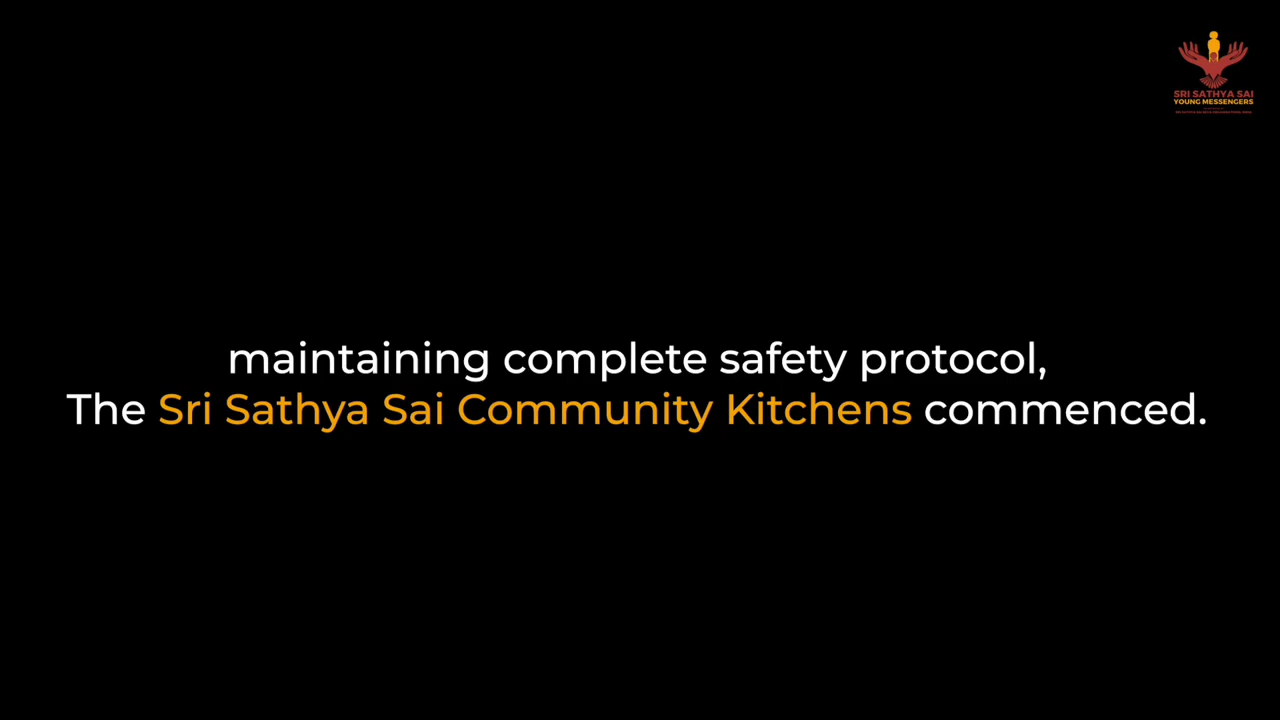 SRI SATHYA SAI
YOUNG MESSENGERS
maintaining complete safety protocol,
The Sri Sathya Sai Community Kitchens commenced.